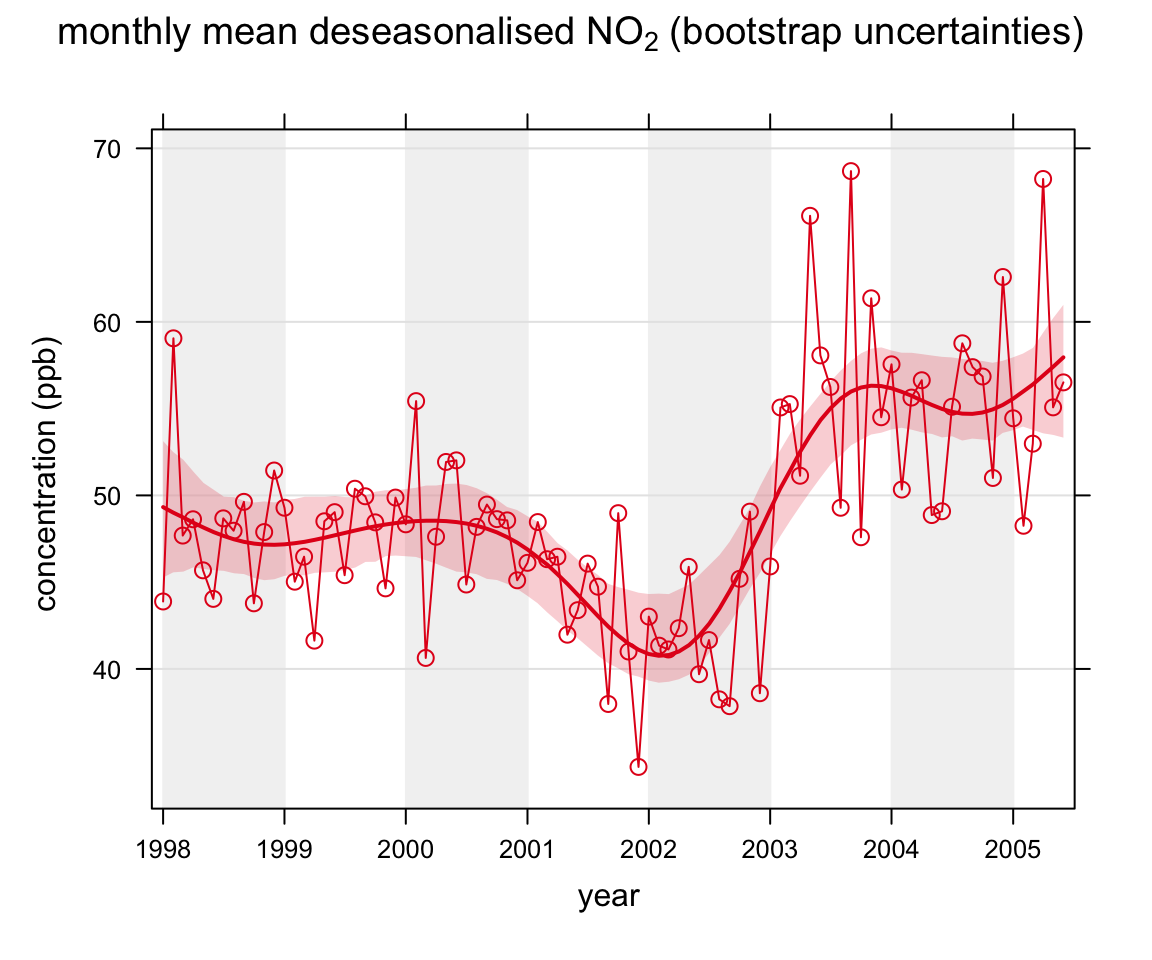 monthly mean deseasonalised NO₂ (bootstrap uncertainties)
70
60
50
40
concentration (ppb)
1998 1999 2000 2001 2002 2003 2004 2005
year